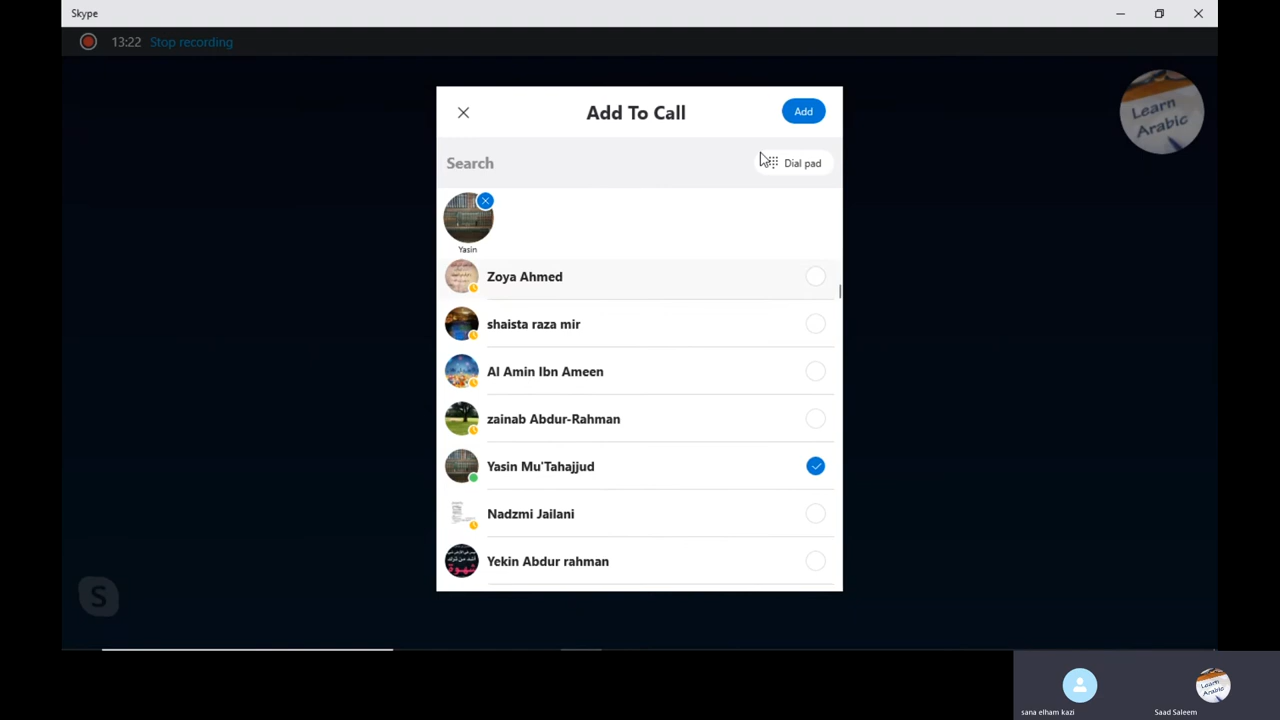 Skype
13:22 Stop recording
Learn
Arabic
Add To Call
Add
Search
Dial pad
Yasin
Zoya Ahmed
shaista raza mir
Al Amin Ibn Ameen
zainab Abdur-Rahman
Yasin Mu'Tahajjud
Nadzmi Jailani
Yekin Abdur rahman
S
Learn
Arabic
sana elham kazi
Saad Saleem